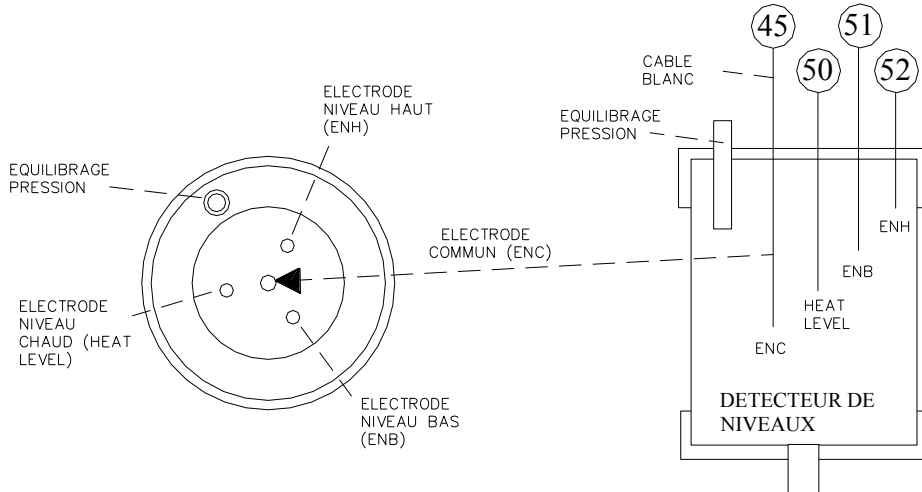 ELECTRODE
NIVEAU HAUT
(ENH)
EQUILIBRAGE
PRESSION
ELECTRODE
COMMUN (ENC)
ELECTRODE
NIVEAU
CHAUD (HEAT
LEVEL)
ELECTRODE
NIVEAU BAS
(ENB)
45
50
51
52
CABLE
BLANC
EQUILIBRAGE
PRESSION
ENH
ENB
HEAT
LEVEL
ENC
DETECTEUR DE
NIVEAUX